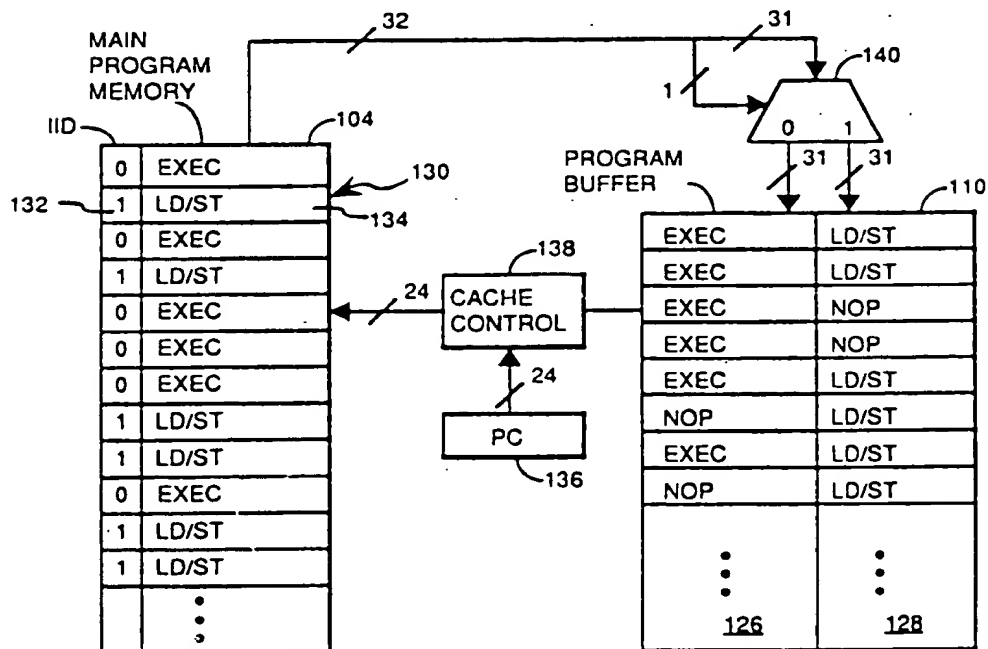 32
31
MAIN
PROGRAM
MEMORY
140
1
IID
104
0 1
31 31
PROGRAM
BUFFER
110
0 EXEC
130
132 1 LD/ST 134
0 EXEC
1 LD/ST
0 EXEC
0 EXEC
0 EXEC
1 LD/ST
1 LD/ST
0 EXEC
1 LD/ST
1 LD/ST
138
24
CACHE
CONTROL
24
PC
136
EXEC LD/ST
EXEC LD/ST
EXEC NOP
EXEC NOP
EXEC LD/ST
NOP LD/ST
EXEC LD/ST
NOP LD/ST
126 128